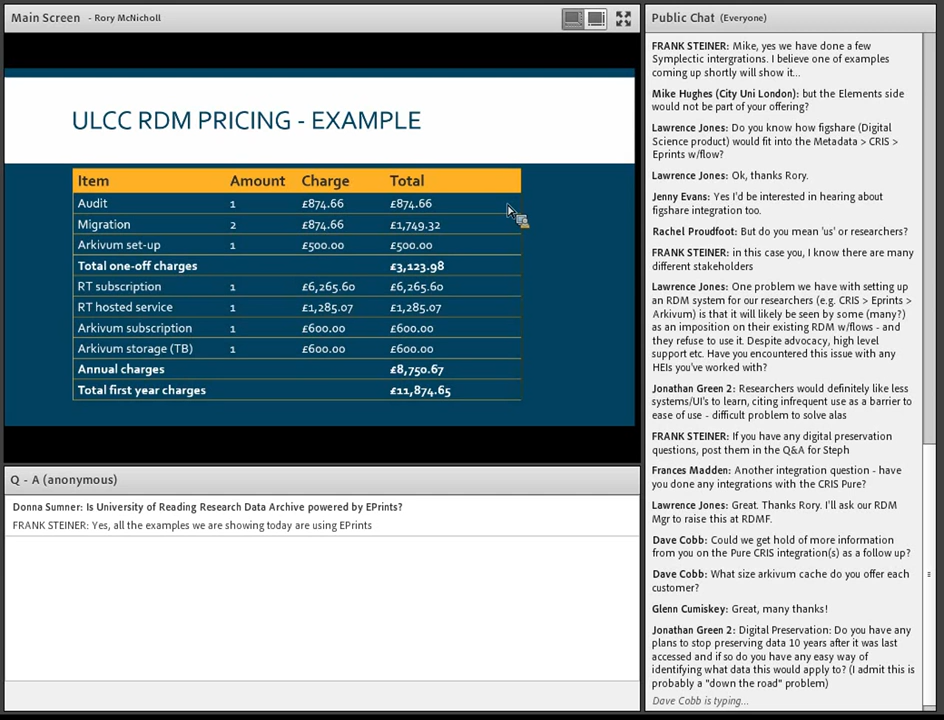 Main Screen - Rory McNicholl
ULCC RDM PRICING - EXAMPLE
Item Amount Charge Total
Audit 1 £874.66 £874.66
Migration 2 £874.66 £1,749.32
Arkivum set-up 1 £500.00 £500.00
Total one-off charges £3,123.98
RT subscription 1 £6,265.60 £6,265.60
RT hosted service 1 £1,285.07 £1,285.07
Arkivum subscription 1 £600.00 £600.00
Arkivum storage (TB) 1 £600.00 £600.00
Annual charges £8,750.67
Total first year charges £11,874.65
Q - A (anonymous)
Donna Sumner: Is University of Reading Research Data Archive powered by EPrints?
FRANK STEINER: Yes, all the examples we are showing today are using EPrints
Public Chat (Everyone)
FRANK STEINER: Mike, yes we have done a few
Symplectic intergrations. I believe one of examples
coming up shortly will show it...
Mike Hughes (City Uni London): but the Elements side
would not be part of your offering?
Lawrence Jones: Do you know how figshare (Digital
Science product) would fit into the Metadata > CRIS >
Eprints w/flow?
Lawrence Jones: Ok, thanks Rory.
Jenny Evans: Yes I'd be interested in hearing about
figshare integration too.
Rachel Proudfoot: But do you mean 'us' or researchers?
FRANK STEINER: in this case you, I know there are many
different stakeholders
Lawrence Jones: One problem we have with setting up
an RDM system for our researchers (e.g. CRIS > Eprints >
Arkivum) is that it will likely be seen by some (many?)
as an imposition on their existing RDM w/flows - and
they refuse to use it. Despite advocacy, high level
support etc. Have you encountered this issue with any
HEIs you've worked with?
Jonathan Green 2: Researchers would definitely like less
systems/UI's to learn, citing infrequent use as a barrier to
ease of use - difficult problem to solve alas
FRANK STEINER: If you have any digital preservation
questions, post them in the Q&A for Steph
Frances Madden: Another integration question - have
you done any integrations with the CRIS Pure?
Lawrence Jones: Great. Thanks Rory. I'll ask our RDM
Mgr to raise this at RDMF.
Dave Cobb: Could we get hold of more information
from you on the Pure CRIS integration(s) as a follow up?
Dave Cobb: What size arkivum cache do you offer each
customer?
Glenn Cumiskey: Great, many thanks!
Jonathan Green 2: Digital Preservation: Do you have any
plans to stop preserving data 10 years after it was last
accessed and if so do you have any easy way of
identifying what data this would apply to? (I admit this is
probably a "down the road" problem)
Dave Cobb is typing...